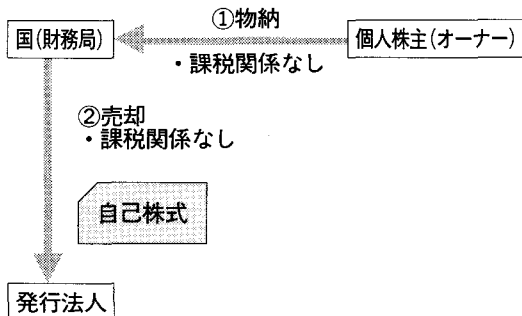 ①物納
国(財務局)
個人株主(オーナー)
・課税関係なし
②売却
・課税関係なし
自己株式
発行法人